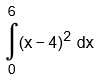 6
∫(x – 4)² dx
0